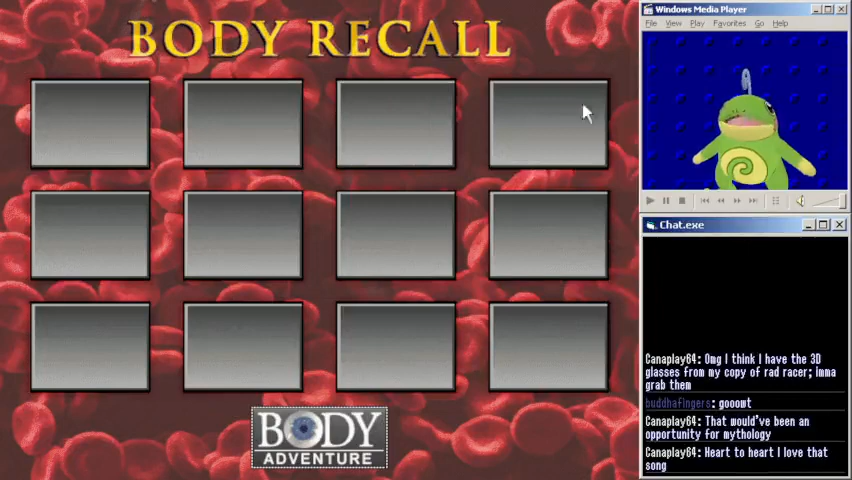 BODY RECALL
BODY
ADVENTURE
Windows Media Player
File View Play Favorites Go Help
Chat.exe
Canaplay64: Omg I think I have the 3D
glasses from my copy of rad racer; imma
grab them
buddhafingers: gooowt
Canaplay64: That would've been an
opportunity for mythology
Canaplay64: Heart to heart I love that
song